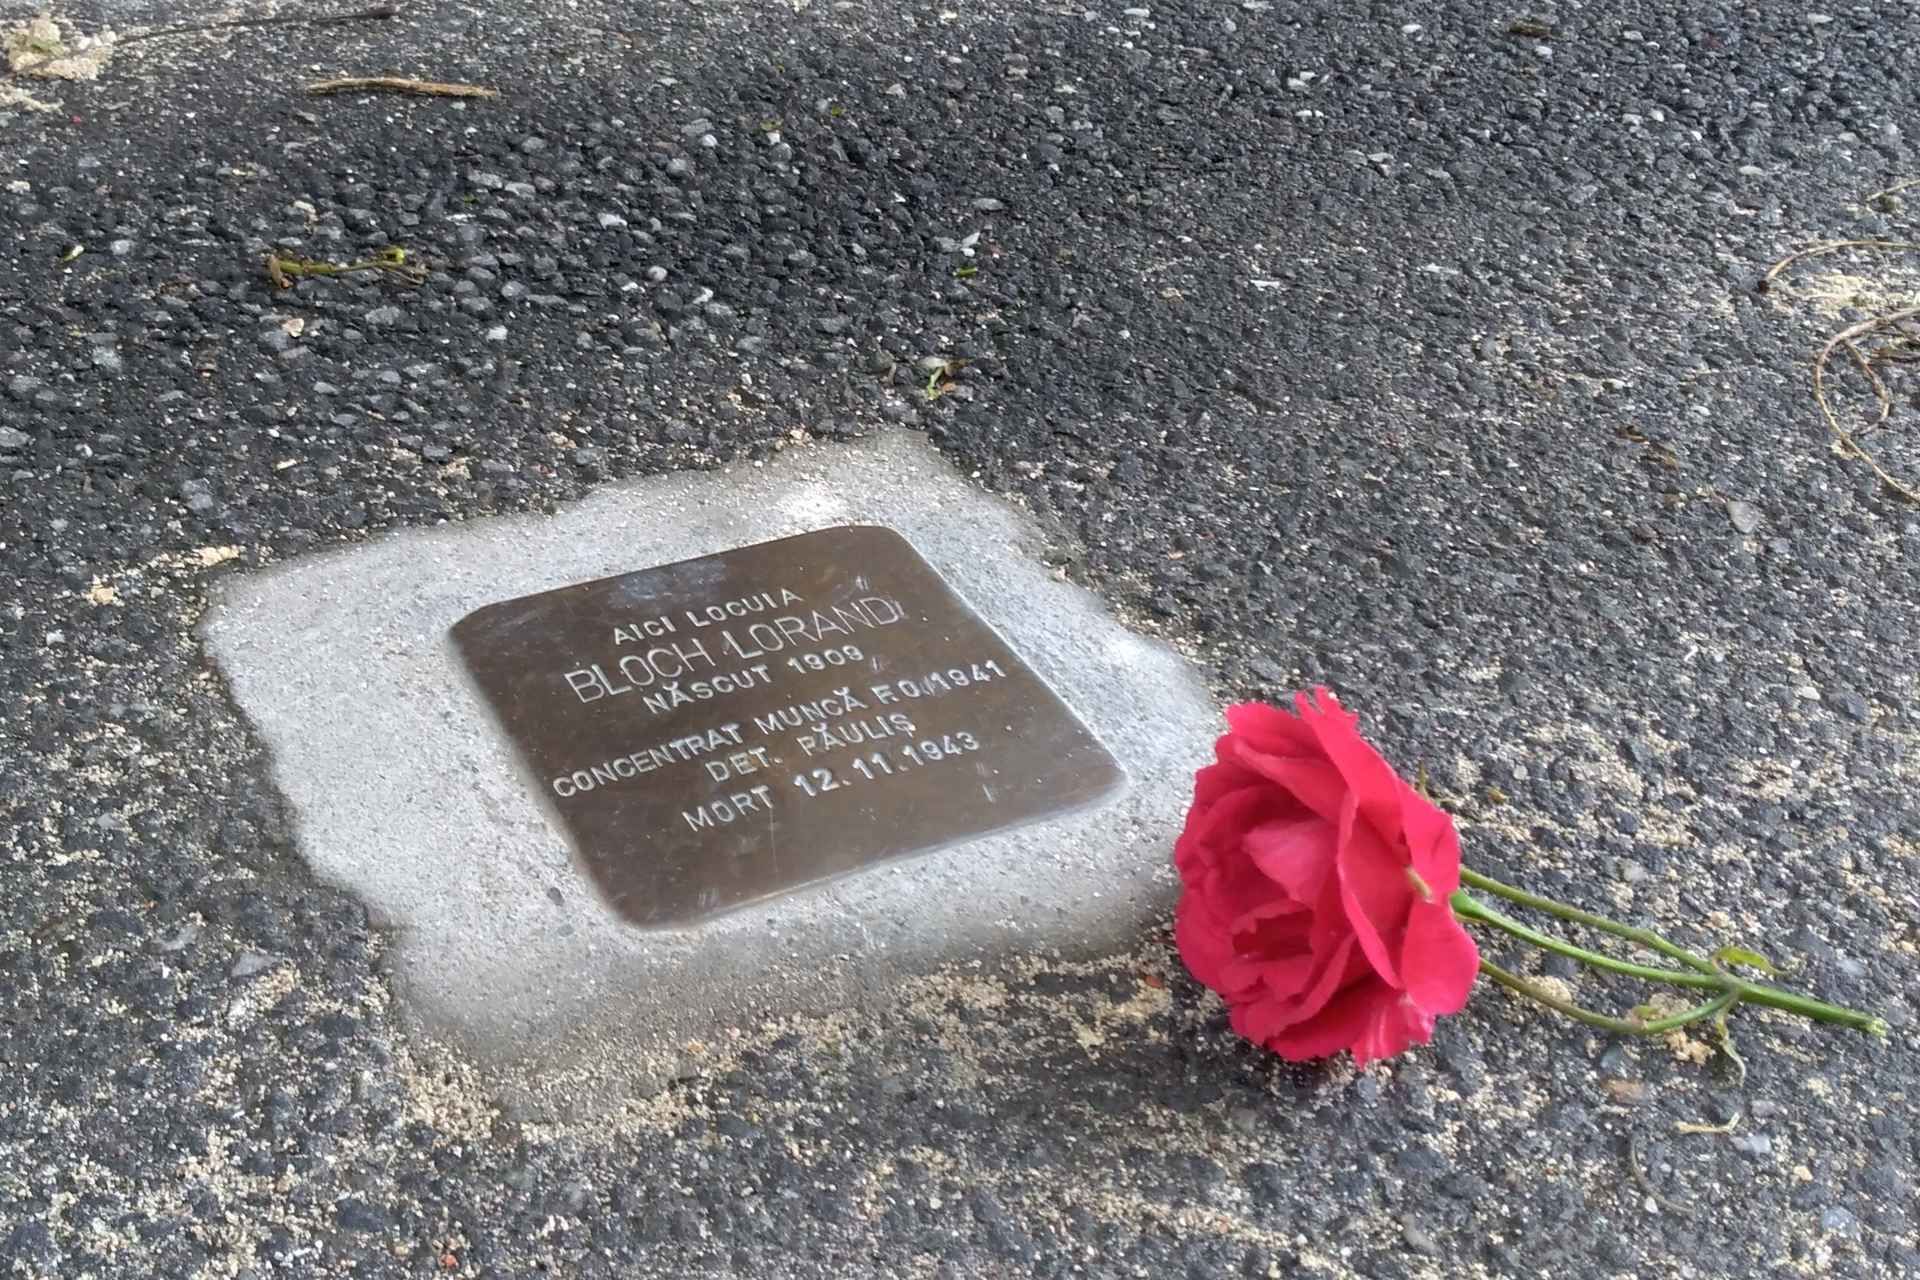 AICI LOCUIA
BLOCH LORAND
NĂSCUT 1909
CONCENTRAT MUNCĂ F.O.1941
DET. PĂULIȘ
MORT 12.11.1943